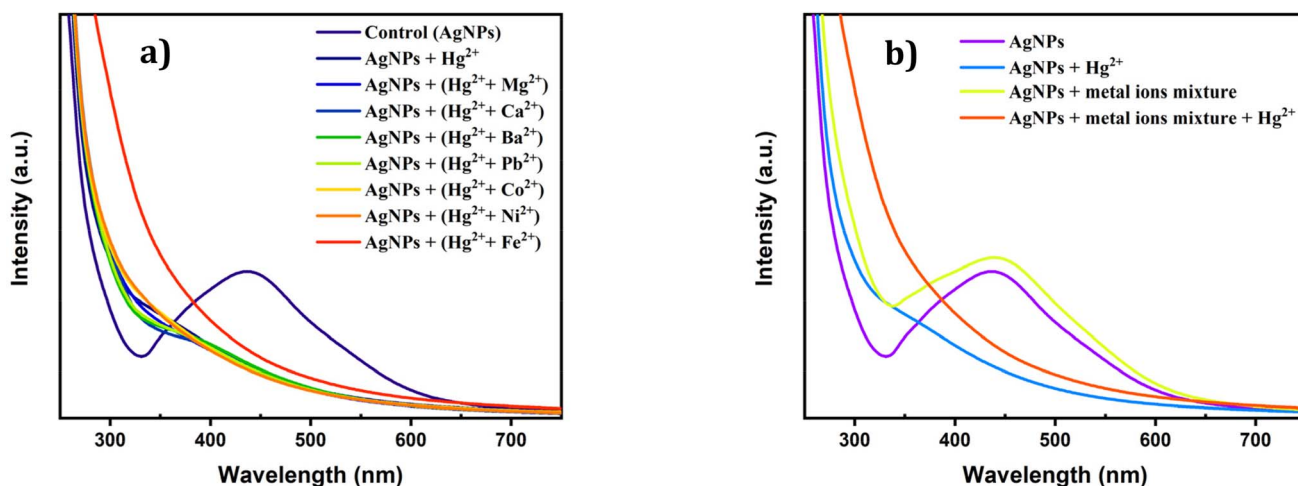 a)
Control (AgNPs)
AgNPs + Hg²⁺
AgNPs + (Hg²⁺+ Mg²⁺)
AgNPs + (Hg²⁺+ Ca²⁺)
AgNPs + (Hg²⁺+ Ba²⁺)
AgNPs + (Hg²⁺+ Pb²⁺)
AgNPs + (Hg²⁺+ Co²⁺)
AgNPs + (Hg²⁺+ Ni²⁺)
AgNPs + (Hg²⁺+ Fe²⁺)
Intensity (a.u.)
300 400 500 600 700
Wavelength (nm)
b)
AgNPs
AgNPs + Hg²⁺
AgNPs + metal ions mixture
AgNPs + metal ions mixture + Hg²⁺
Intensity (a.u.)
300 400 500 600 700
Wavelength (nm)